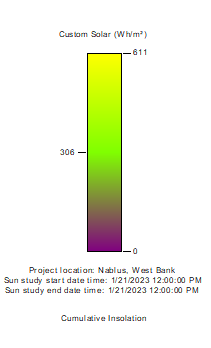 Custom Solar (Wh/m²)
611
306
0
Project location: Nablus, West Bank
Sun study start date time: 1/21/2023 12:00:00 PM
Sun study end date time: 1/21/2023 12:00:00 PM
Cumulative Insolation